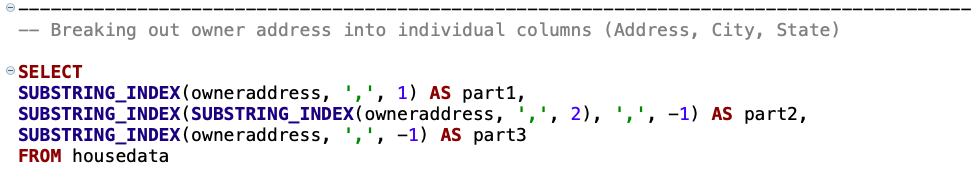 --------------------------------------------------------------------------------------
-- Breaking out owner address into individual columns (Address, City, State)
SELECT
SUBSTRING_INDEX(owneraddress, ',', 1) AS part1,
SUBSTRING_INDEX(SUBSTRING_INDEX(owneraddress, ',', 2), ',', -1) AS part2,
SUBSTRING_INDEX(owneraddress, ',', -1) AS part3
FROM housedata